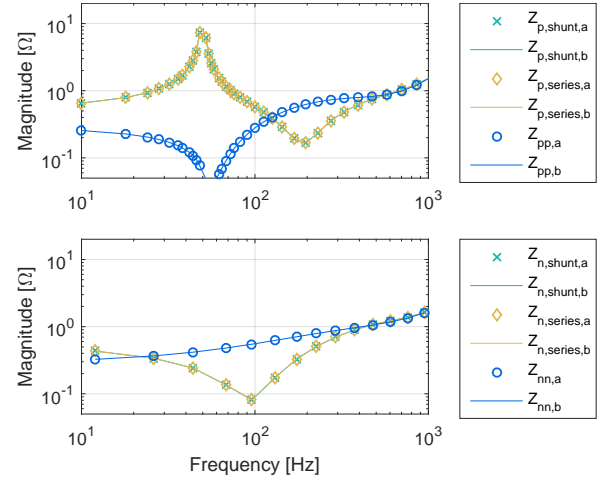 10^1
10^0
10^-1
Magnitude [Ω]
10^1
10^2
10^3
Z_p,shunt,a
Z_p,shunt,b
Z_p,series,a
Z_p,series,b
Z_pp,a
Z_pp,b
10^1
10^0
10^-1
Magnitude [Ω]
10^1
10^2
10^3
Frequency [Hz]
Z_n,shunt,a
Z_n,shunt,b
Z_n,series,a
Z_n,series,b
Z_nn,a
Z_nn,b